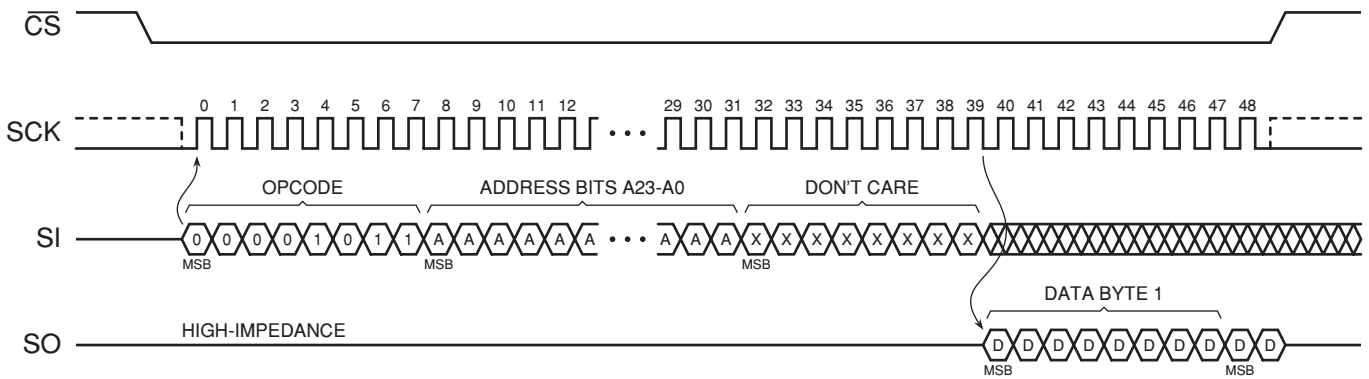 CS
SCK
0 1 2 3 4 5 6 7 8 9 10 11 12 29 30 31 32 33 34 35 36 37 38 39 40 41 42 43 44 45 46 47 48
OPCODE ADDRESS BITS A23-A0 DON'T CARE
SI
0 0 0 0 1 0 1 1 A A A A A A • • • A A A X X X X X X X X
MSB MSB MSB
DATA BYTE 1
SO
HIGH-IMPEDANCE
D D D D D D D D D D
MSB MSB